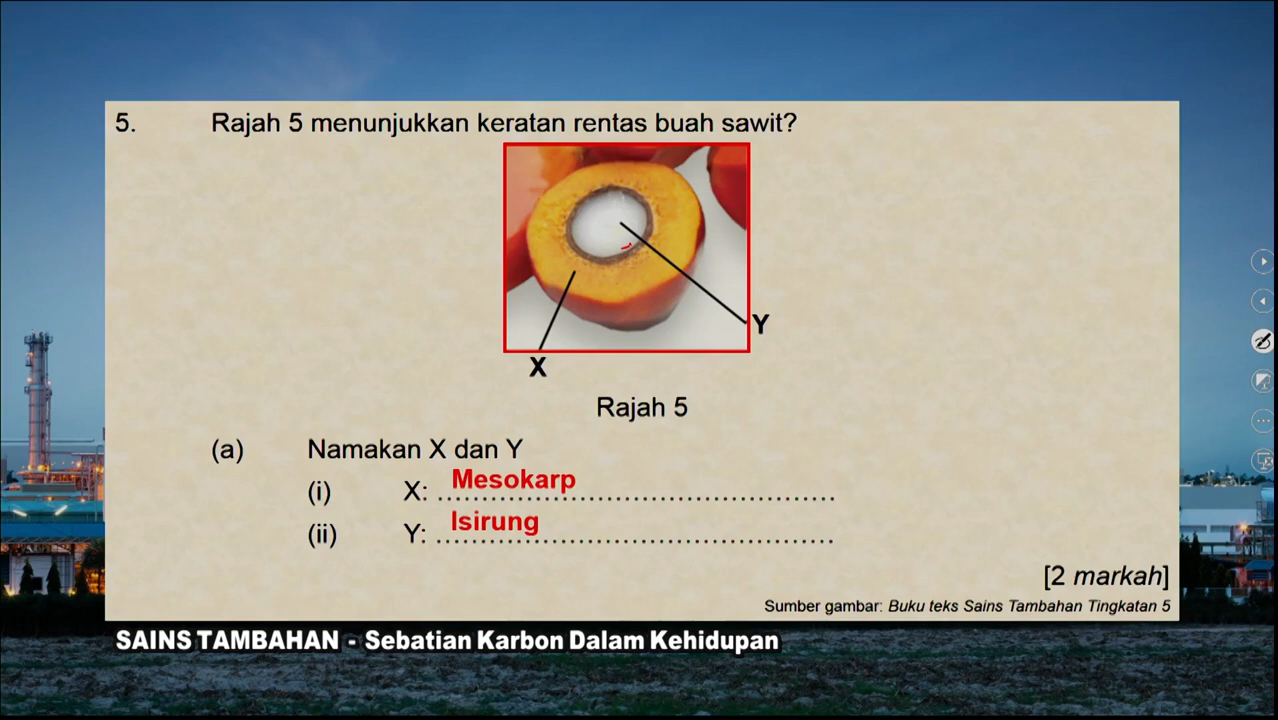 5. Rajah 5 menunjukkan keratan rentas buah sawit?
Y
X
Rajah 5
(a) Namakan X dan Y
(i) X: Mesokarp ............................................
(ii) Y: Isirung ............................................
[2 markah]
Sumber gambar: Buku teks Sains Tambahan Tingkatan 5
SAINS TAMBAHAN - Sebatian Karbon Dalam Kehidupan